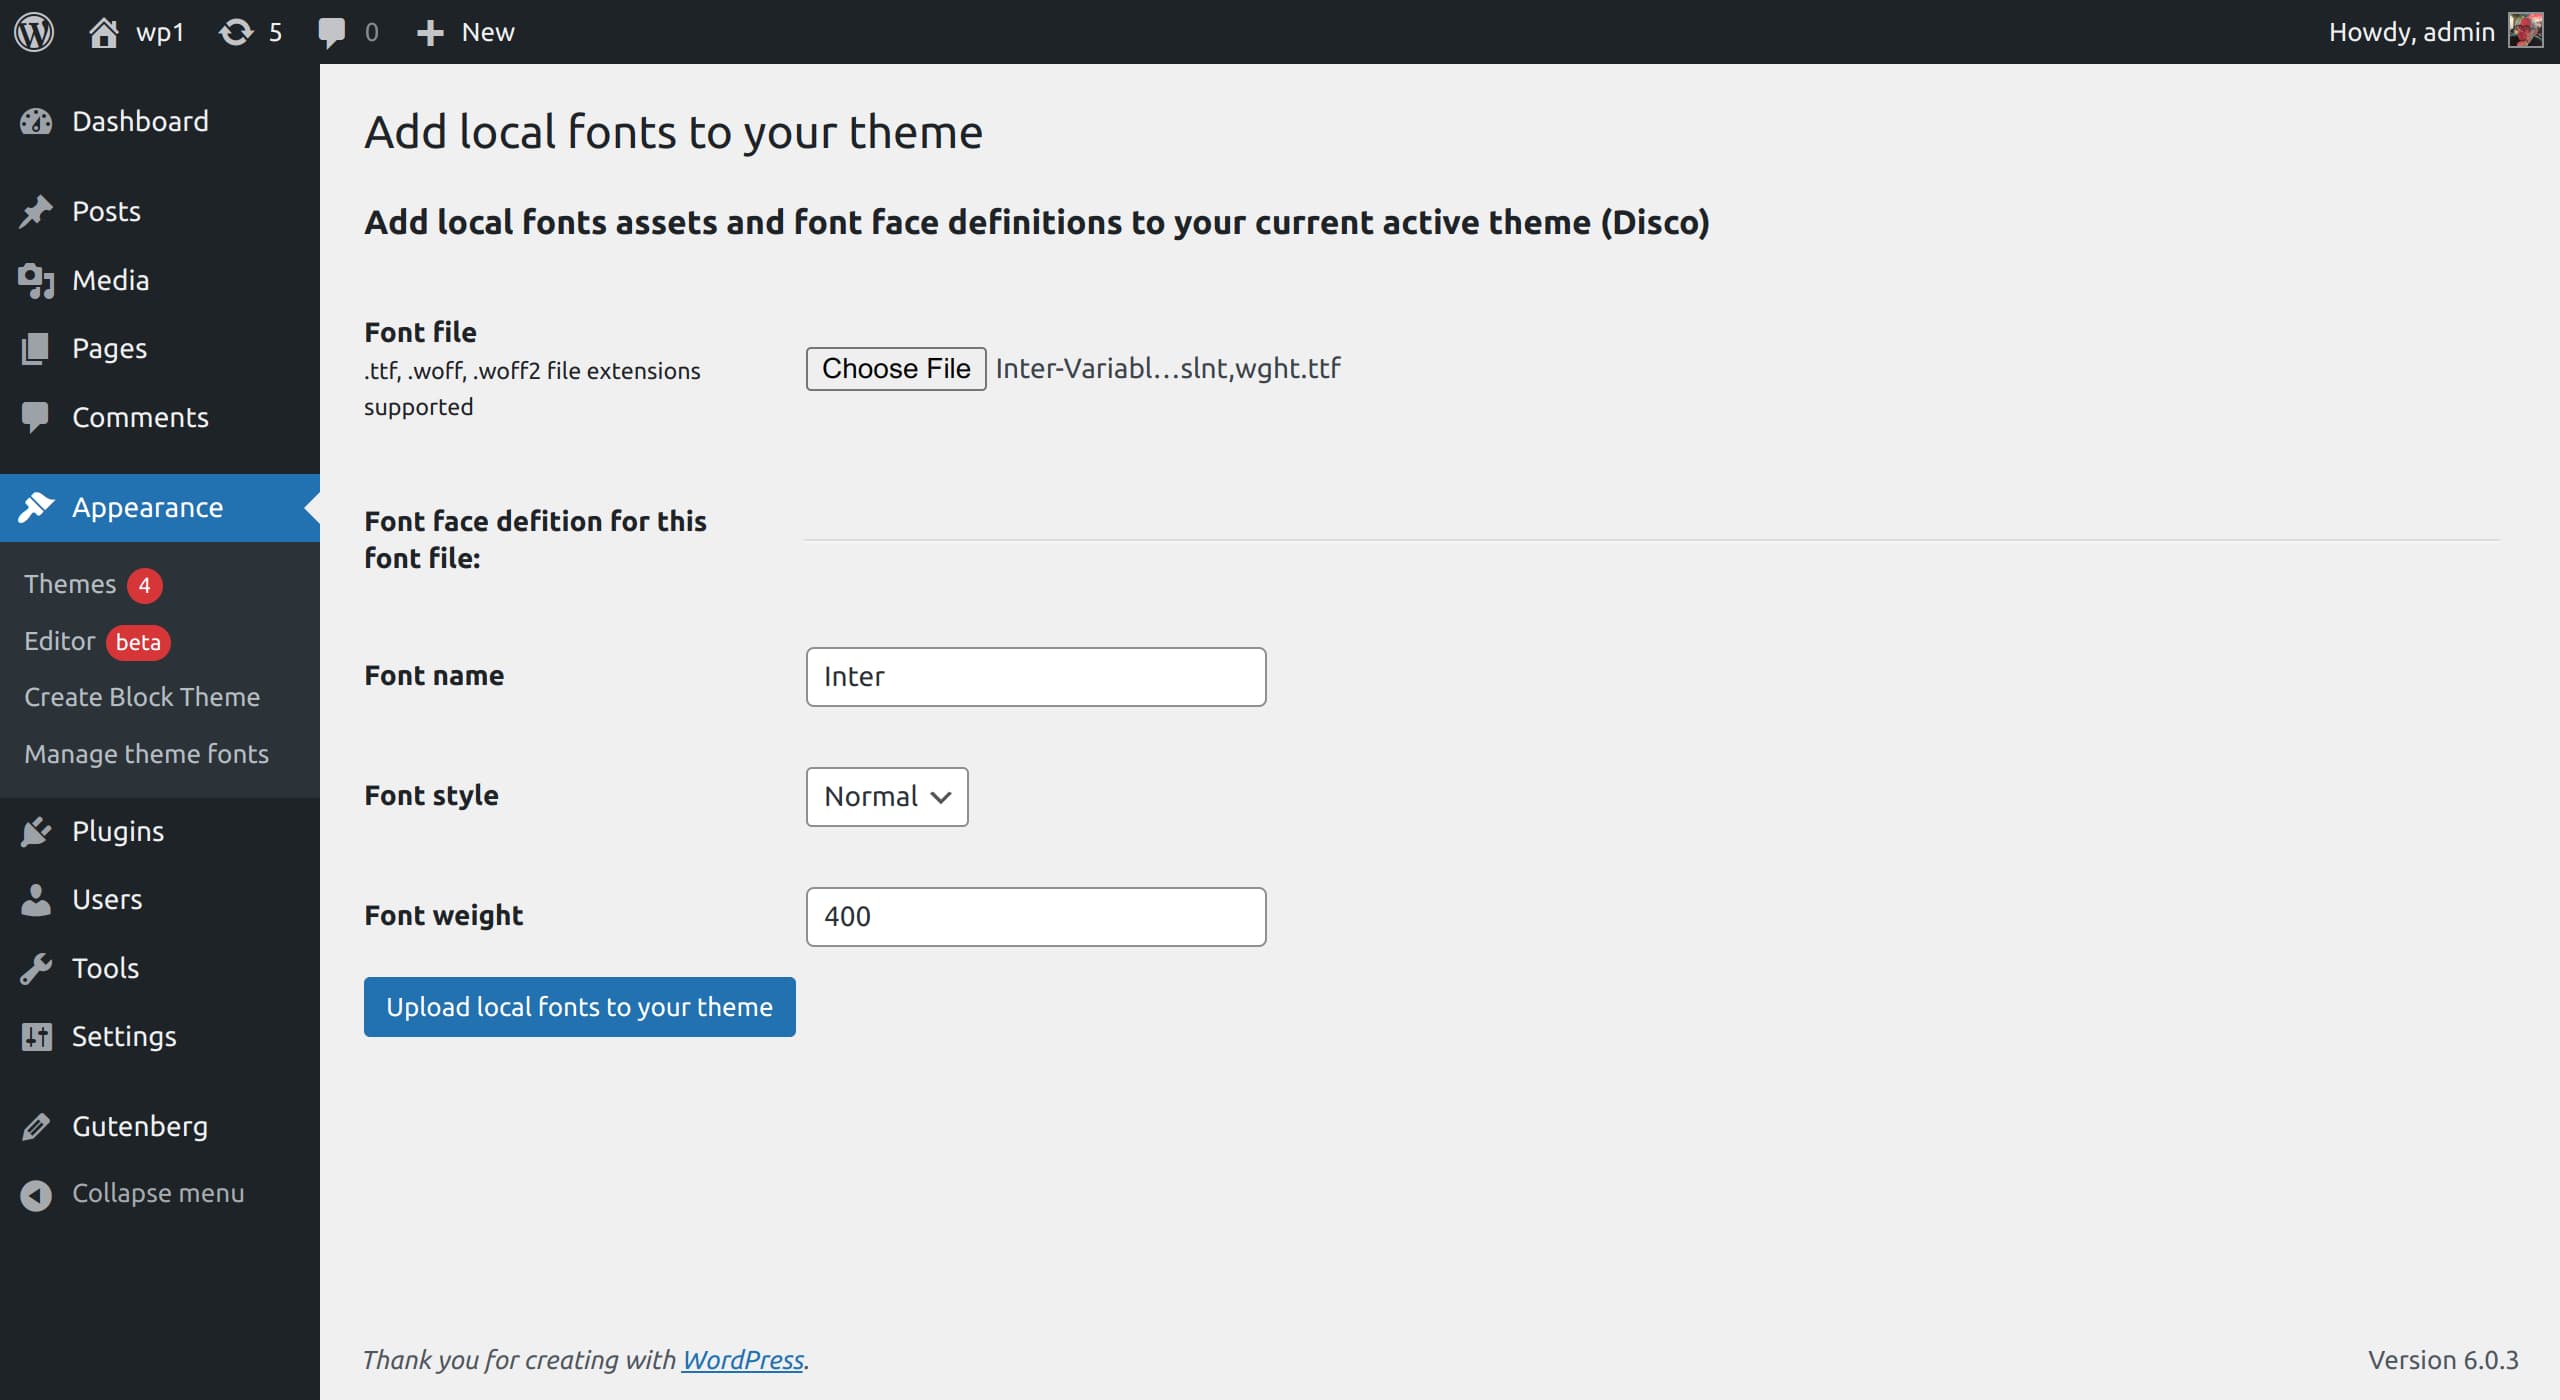 wp1
5
0
New
Howdy, admin
Dashboard
Posts
Media
Pages
Comments
Appearance
Themes 4
Editor beta
Create Block Theme
Manage theme fonts
Plugins
Users
Tools
Settings
Gutenberg
Collapse menu
Add local fonts to your theme
Add local fonts assets and font face definitions to your current active theme (Disco)
Font file
.ttf, .woff, .woff2 file extensions
supported
Choose File Inter-Variabl...slnt,wght.ttf
Font face defition for this
font file:
Font name
Inter
Font style
Normal
Font weight
400
Upload local fonts to your theme
Thank you for creating with WordPress.
Version 6.0.3